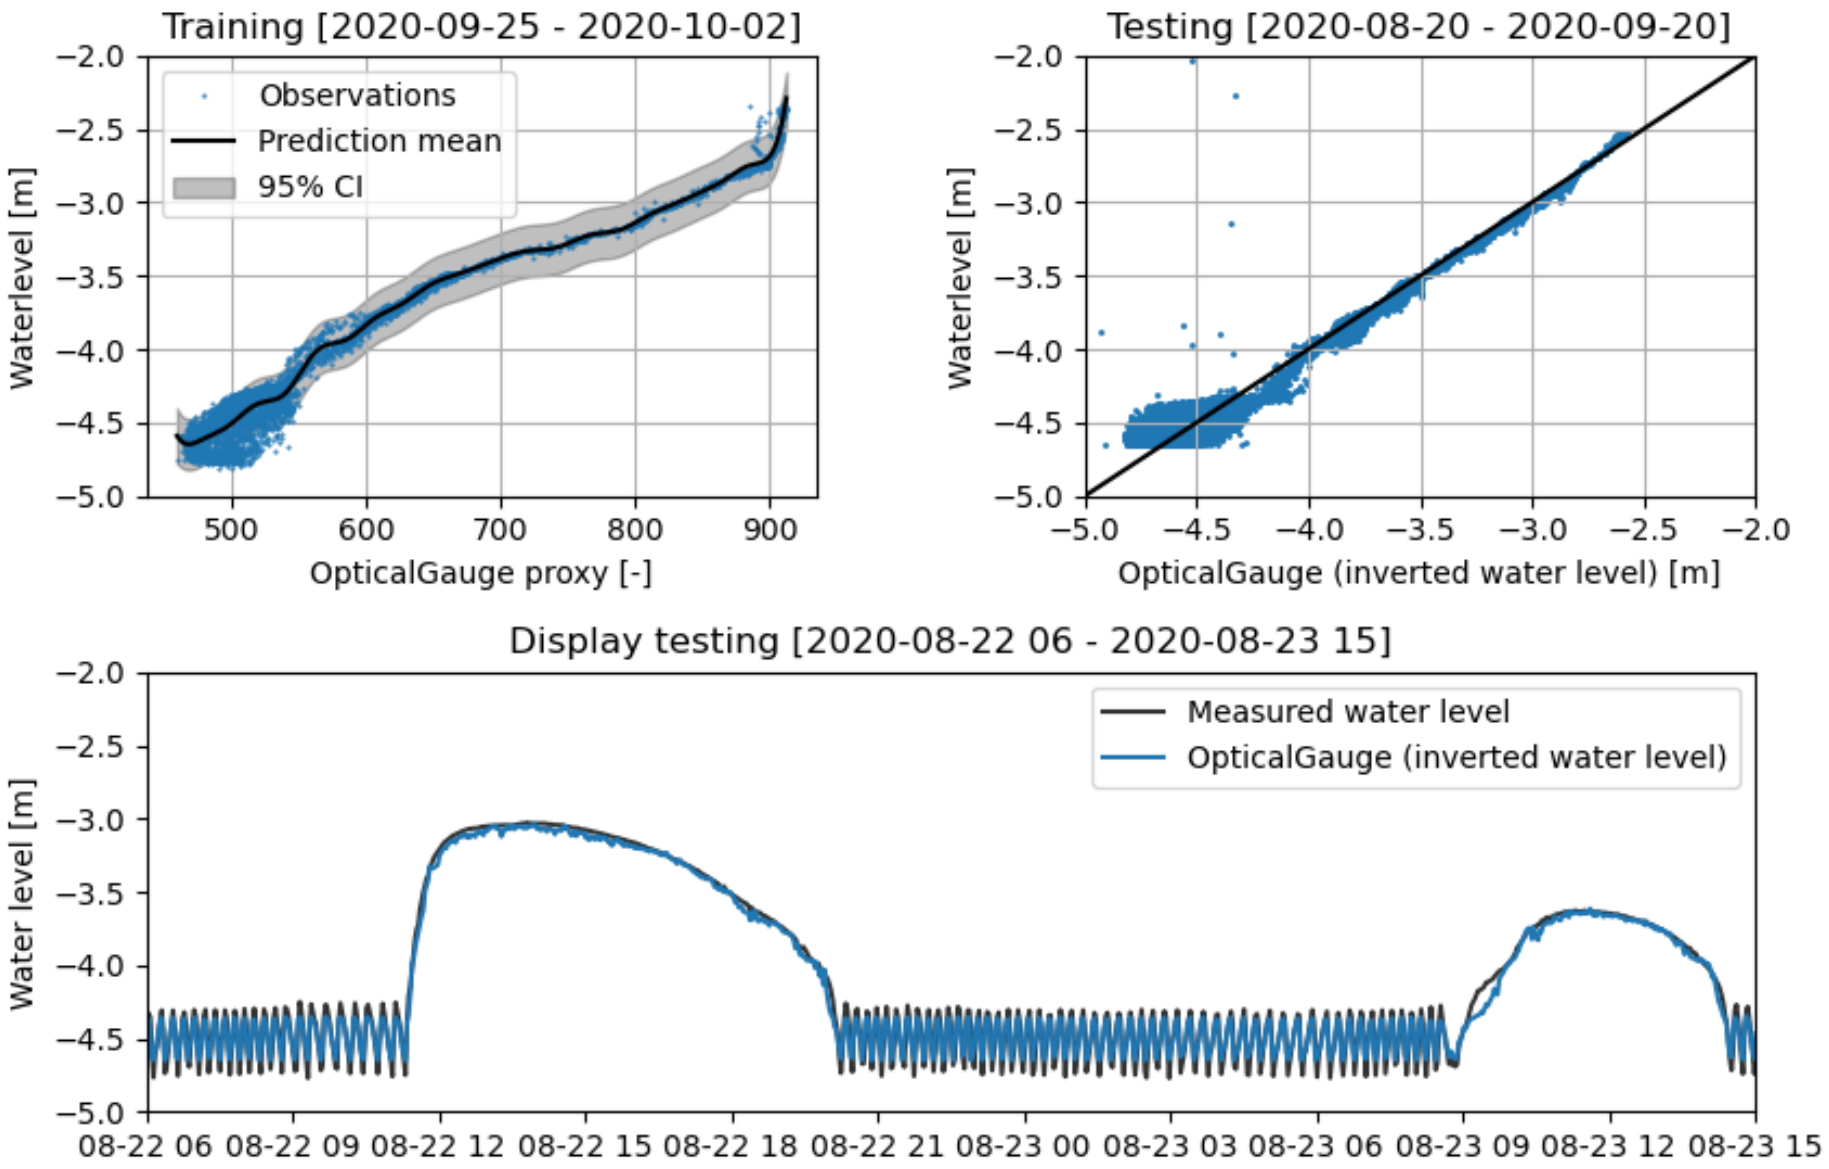 Training [2020-09-25 - 2020-10-02]
−2.0
−2.5
−3.0
−3.5
−4.0
−4.5
−5.0
Waterlevel [m]
Observations
Prediction mean
95% CI
500 600 700 800 900
OpticalGauge proxy [-]
Testing [2020-08-20 - 2020-09-20]
−2.0
−2.5
−3.0
−3.5
−4.0
−4.5
−5.0
Waterlevel [m]
−5.0 −4.5 −4.0 −3.5 −3.0 −2.5 −2.0
OpticalGauge (inverted water level) [m]
Display testing [2020-08-22 06 - 2020-08-23 15]
−2.0
−2.5
−3.0
−3.5
−4.0
−4.5
−5.0
Water level [m]
Measured water level
OpticalGauge (inverted water level)
08-22 06 08-22 09 08-22 12 08-22 15 08-22 18 08-22 21 08-23 00 08-23 03 08-23 06 08-23 09 08-23 12 08-23 15